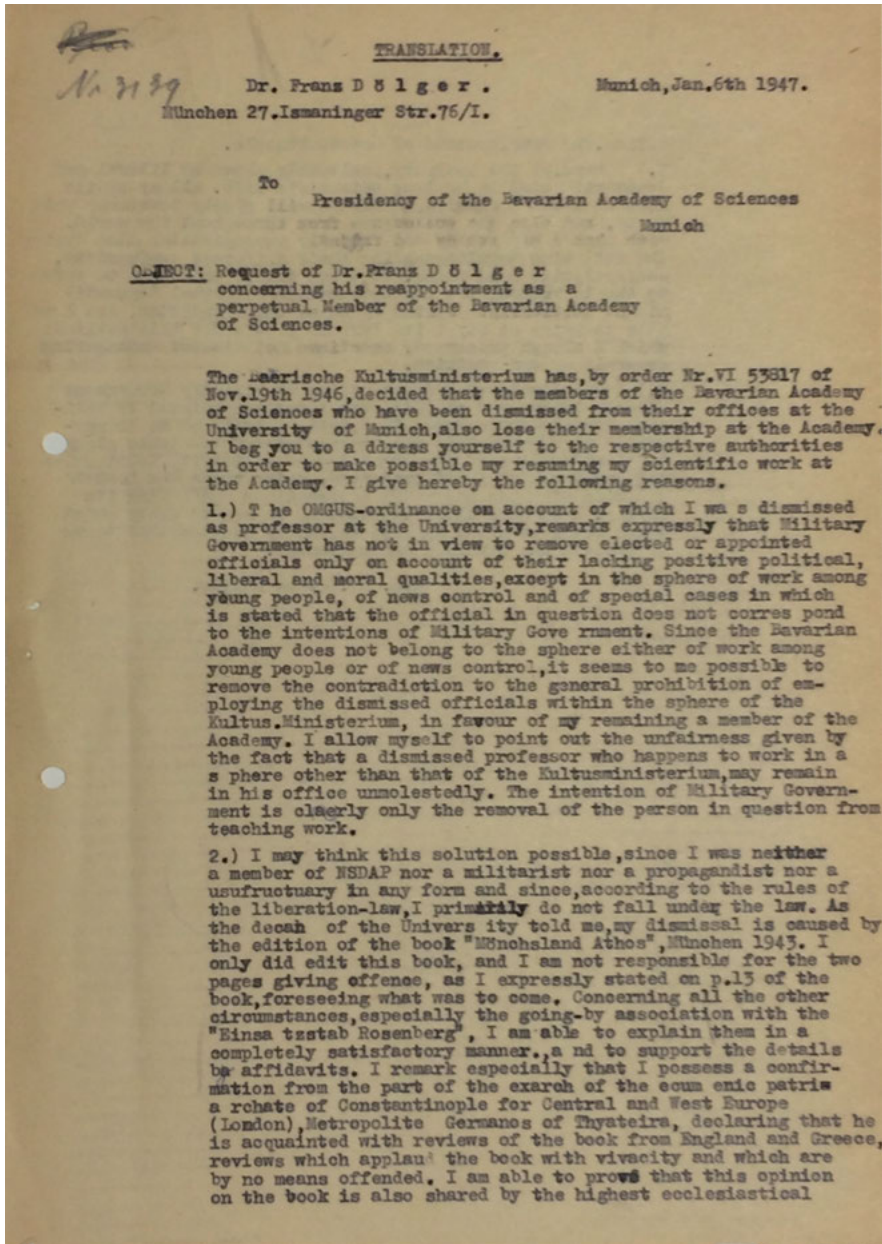 TRANSLATION.
No 3139
Dr. Franz D ö l g e r . Munich,Jan.6th 1947.
München 27.Ismaninger Str.76/I.
To
Presidency of the Bavarian Academy of Sciences
Munich
OBJECT: Request of Dr.Franz D ö l g e r
concerning his reappointment as a
perpetual Member of the Bavarian Academy
of Sciences.
The Baerische Kultusministerium has,by order Nr.VI 53817 of
Nov.19th 1946,decided that the members of the Bavarian Academy
of Sciences who have been dismissed from their offices at the
University of Munich,also lose their membership at the Academy.
I beg you to a ddress yourself to the respective authorities
in order to make possible my resuming my scientific work at
the Academy. I give hereby the following reasons.
1.) T he OMGUS-ordinance on account of which I wa s dismissed
as professor at the University,remarks expressly that Military
Government has not in view to remove elected or appointed
officials only on account of their lacking positive political,
liberal and moral qualities,except in the sphere of work among
young people, of news control and of special cases in which
is stated that the official in question does not corres pond
to the intentions of Military Gove rnment. Since the Bavarian
Academy does not belong to the sphere either of work among
young people or of news control,it seems to me possible to
remove the contradiction to the general prohibition of em-
ploying the dismissed officials within the sphere of the
Kultus.Ministerium, in favour of my remaining a member of the
Academy. I allow myself to point out the unfairness given by
the fact that a dismissed professor who happens to work in a
s phere other than that of the Kultusministerium,may remain
in his office unmolestedly. The intention of Military Govern-
ment is claerly only the removal of the person in question from
teaching work.
2.) I may think this solution possible,since I was neither
a member of NSDAP nor a militarist nor a propagandist nor a
usufructuary in any form and since,according to the rules of
the liberation-law,I primarily do not fall under the law. As
the decah of the Univers ity told me,my dismissal is caused by
the edition of the book "Mönchsland Athos",München 1943. I
only did edit this book, and I am not responsible for the two
pages giving offence, as I expressly stated on p.13 of the
book,foreseeing what was to come. Concerning all the other
circumstances,especially the going-by association with the
"Einsa tzstab Rosenberg", I am able to explain them in a
completely satisfactory manner.,a nd to support the details
by affidavits. I remark especially that I possess a confir-
mation from the part of the exarch of the ecum enic patria
a rchate of Constantinople for Central and West Europe
(London),Metropolite Germanos of Thyateira, declaring that he
is acquainted with reviews of the book from England and Greece,
reviews which applaud the book with vivacity and which are
by no means offended. I am able to prove that this opinion
on the book is also shared by the highest ecclesiastical